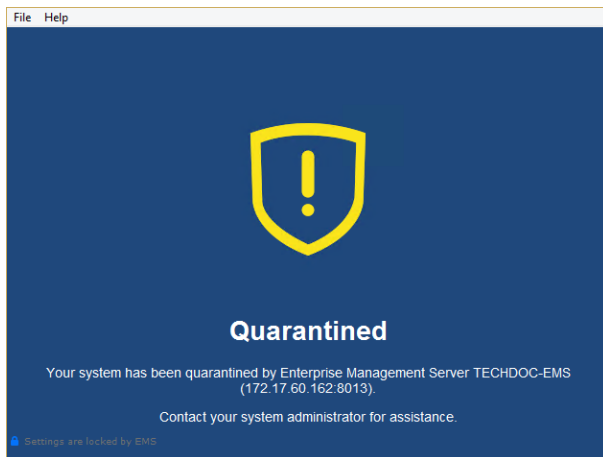 File Help
Quarantined
Your system has been quarantined by Enterprise Management Server TECHDOC-EMS
(172.17.60.162:8013).
Contact your system administrator for assistance.
Settings are locked by EMS